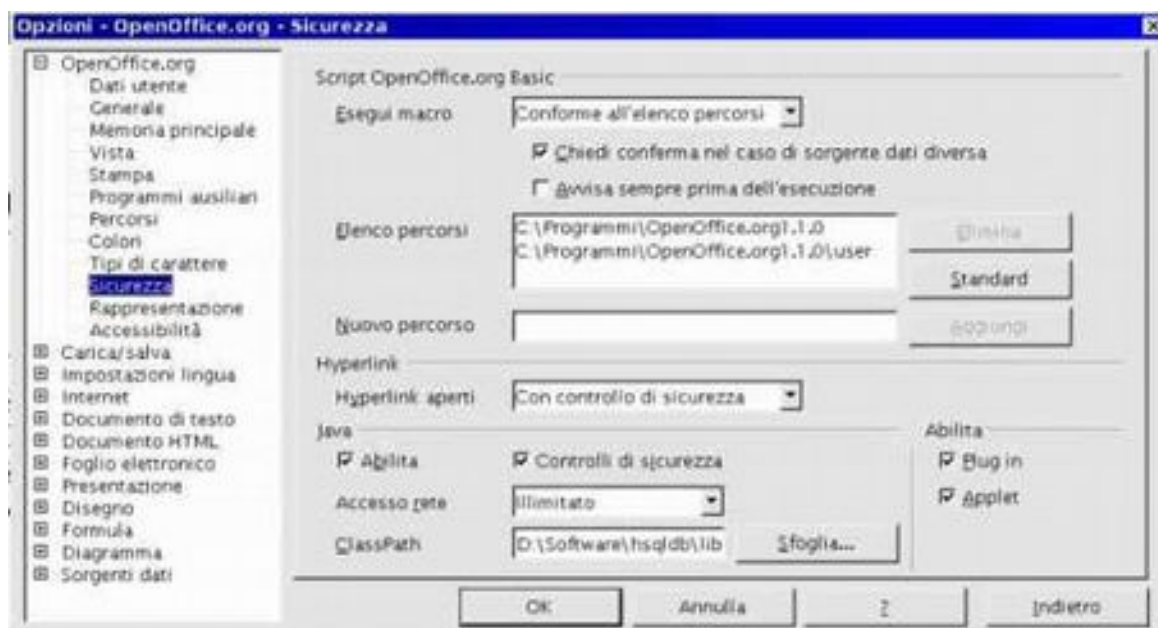 Opzioni - OpenOffice.org - Sicurezza
OpenOffice.org
Dati utente
Generale
Memoria principale
Vista
Stampa
Programmi ausiliari
Percorsi
Colori
Tipi di carattere
Sicurezza
Rappresentazione
Accessibilità
Carica/salva
Impostazioni lingua
Internet
Documento di testo
Documento HTML
Foglio elettronico
Presentazione
Disegno
Formula
Diagramma
Sorgenti dati
Script OpenOffice.org Basic
Esegui macro
Conforme all'elenco percorsi
Chiedi conferma nel caso di sorgente dati diversa
Avvisa sempre prima dell'esecuzione
Elenco percorsi
C:\Programmi\OpenOffice.org1.1.0
C:\Programmi\OpenOffice.org1.1.0\user
Elimina
Standard
Nuovo percorso
Aggiungi
Hyperlink
Hyperlink aperti
Con controllo di sicurezza
Java
Abilita
Controlli di sicurezza
Accesso rete
Illimitato
ClassPath
D:\Software\hsqldb\lib
Sfoglia...
Abilita
Plug in
Applet
OK
Annulla
?
Indietro